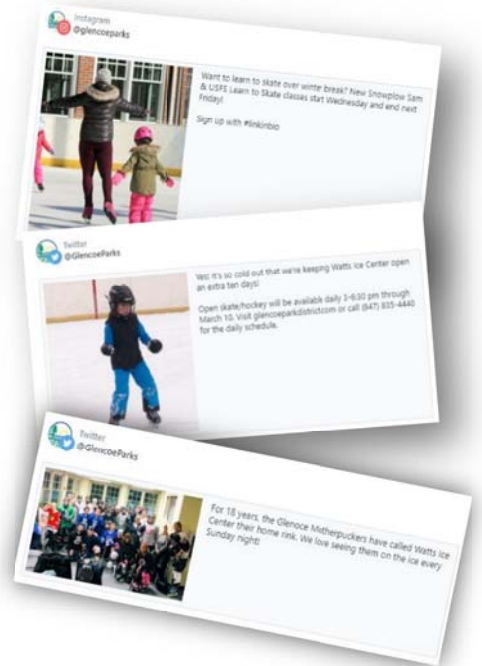 Instagram
@glencoeparks
Want to learn to skate over winter break? New Snowplow Sam
& USFS Learn to Skate classes start Wednesday and end next
Friday!
Sign up with #linkinbio
Twitter
@GlencoeParks
Yes! It's so cold out that we're keeping Watts Ice Center open
an extra ten days!
Open skate/hockey will be available daily 3-6:30 pm through
March 10. Visit glencoeparkdistrict.com or call (847) 835-4440
for the daily schedule.
Twitter
@GlencoeParks
For 18 years, the Glenoce Motherpuckers have called Watts Ice
Center their home rink. We love seeing them on the ice every
Sunday night!